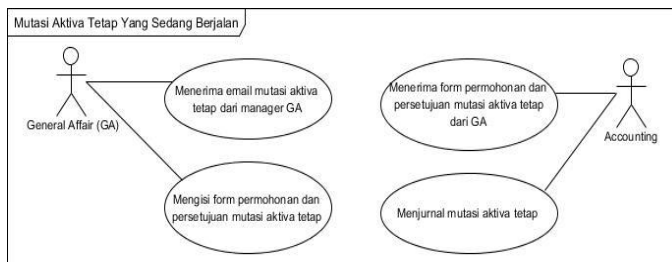 Mutasi Aktiva Tetap Yang Sedang Berjalan
Menerima email mutasi aktiva
tetap dari manager GA
General Affair (GA)
Menerima form permohonan dan
persetujuan mutasi aktiva tetap
dari GA
Accounting
Mengisi form permohonan dan
persetujuan mutasi aktiva tetap
Menjurnal mutasi aktiva tetap